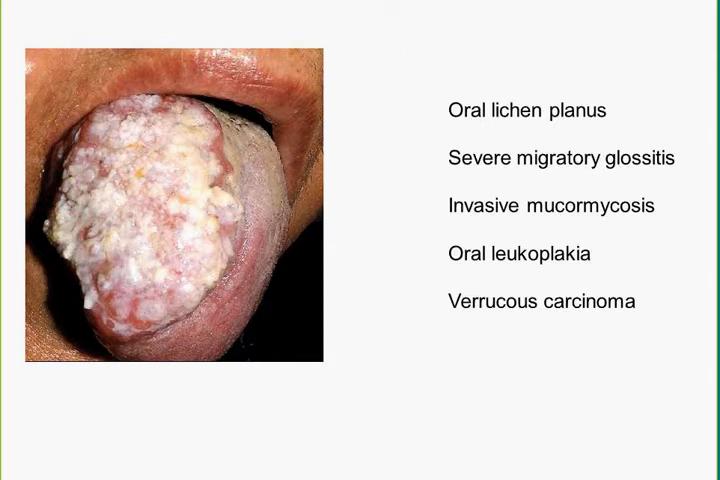 Oral lichen planus
Severe migratory glossitis
Invasive mucormycosis
Oral leukoplakia
Verrucous carcinoma